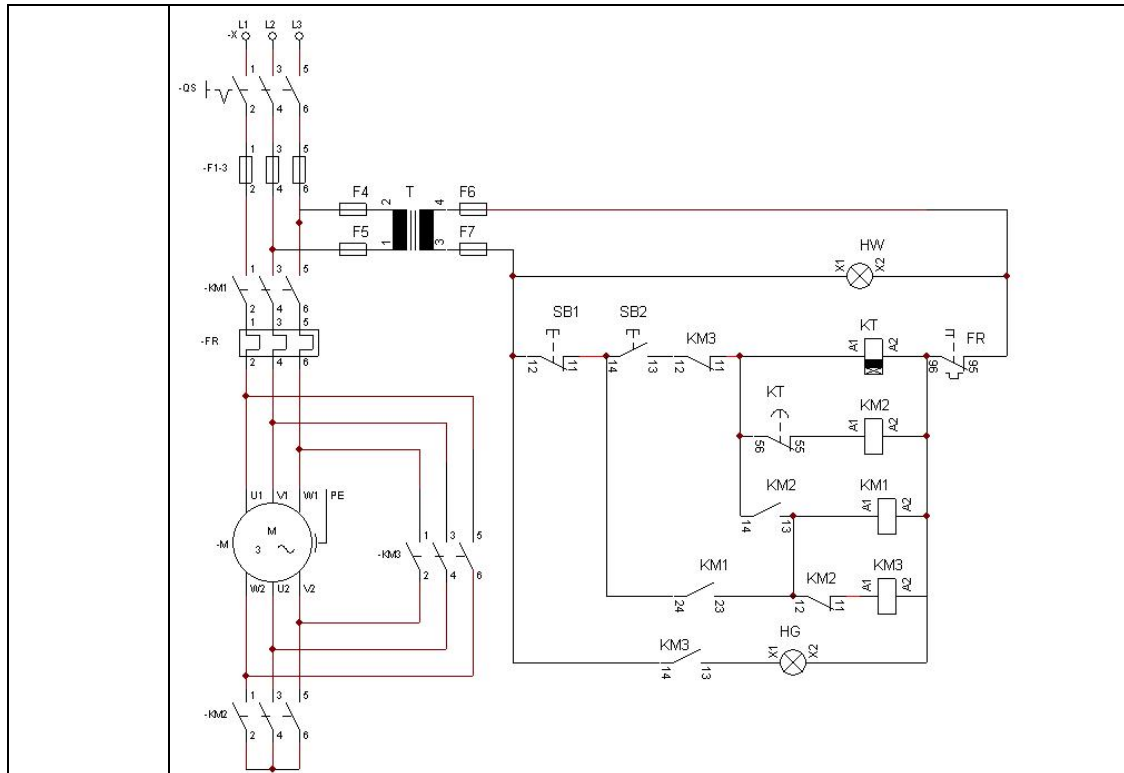 L1 L2 L3
-X
1 3 5
-QS
2 4 6
1 3 5
-F1-3
2 4 6
F4 T F6
2 4
F5 F7
1 3
HW
X1 X2
1 3 5
-KM1
2 4 6
1 3 5
-FR
2 4 6
SB1 SB2 KM3 KT FR
A1 A2
12 11 14 13 12 11 96 95
KT KM2
A1 A2
56 55
KM2 KM1
A1 A2
14 13
U1 V1 W1 PE
M
-M
3
W2 U2 V2
1 3 5
-KM3
2 4 6
KM1 KM2 KM3
A1 A2
24 23 12 11
KM3 HG
X1 X2
14 13
1 3 5
-KM2
2 4 6